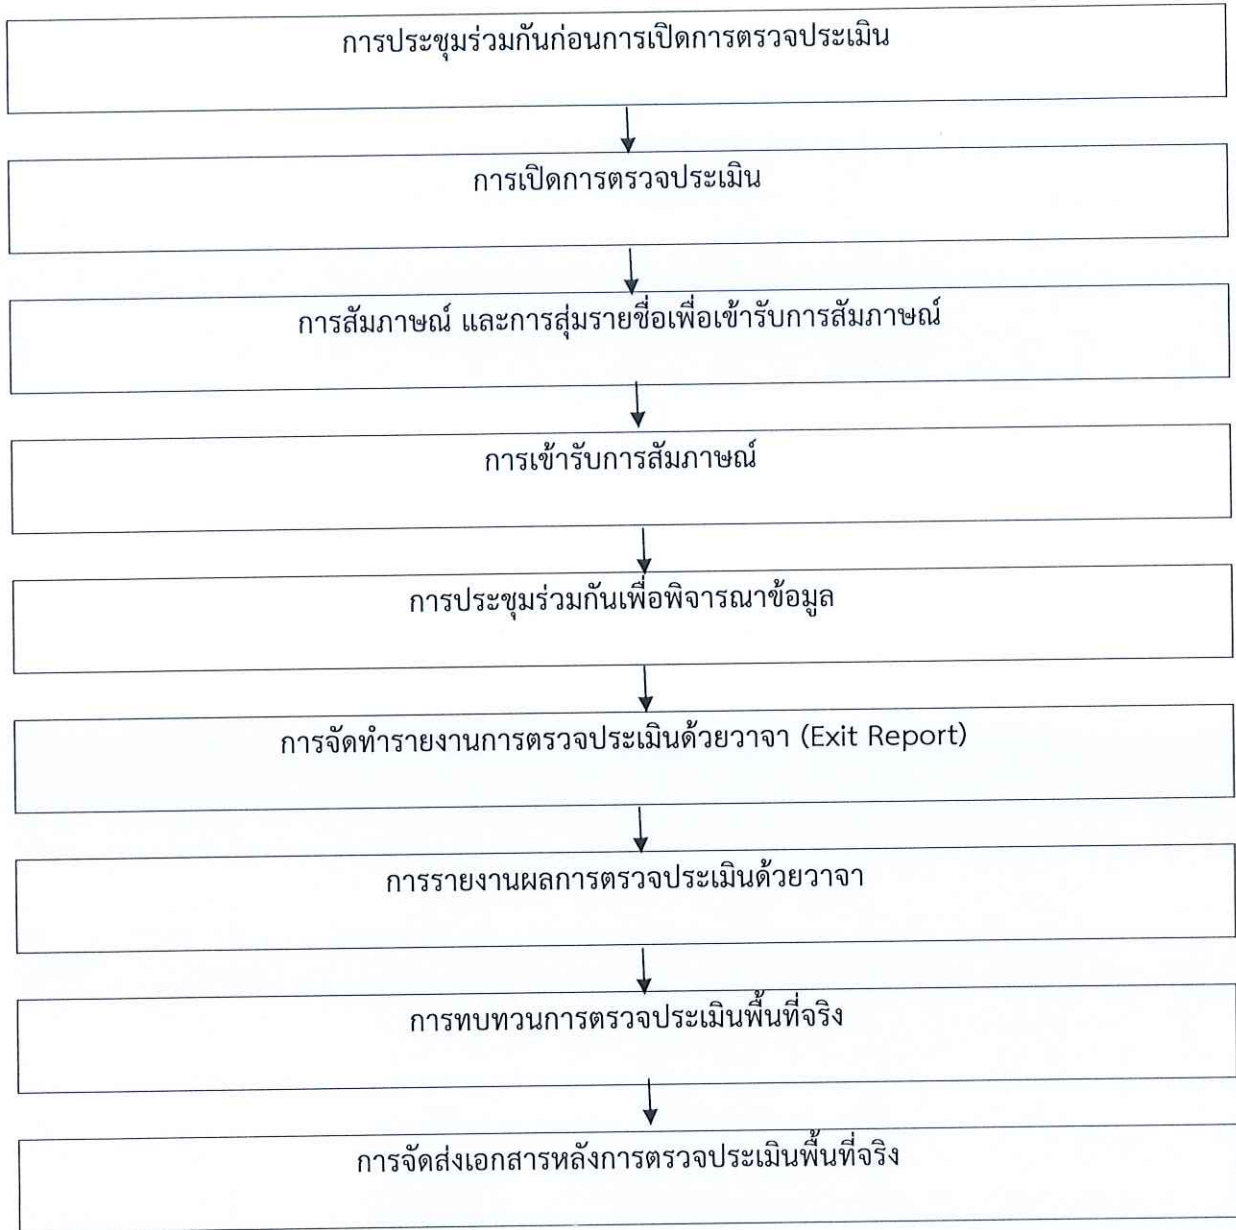 การประชุมร่วมกันก่อนการเปิดการตรวจประเมิน
การเปิดการตรวจประเมิน
การสัมภาษณ์ และการสุ่มรายชื่อเพื่อเข้ารับการสัมภาษณ์
การเข้ารับการสัมภาษณ์
การประชุมร่วมกันเพื่อพิจารณาข้อมูล
การจัดทำรายงานการตรวจประเมินด้วยวาจา (Exit Report)
การรายงานผลการตรวจประเมินด้วยวาจา
การทบทวนการตรวจประเมินพื้นที่จริง
การจัดส่งเอกสารหลังการตรวจประเมินพื้นที่จริง